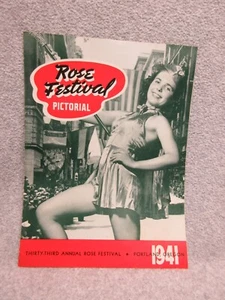 Rose
Festival
PICTORIAL
THIRTY-THIRD ANNUAL ROSE FESTIVAL • PORTLAND, OREGON
1941